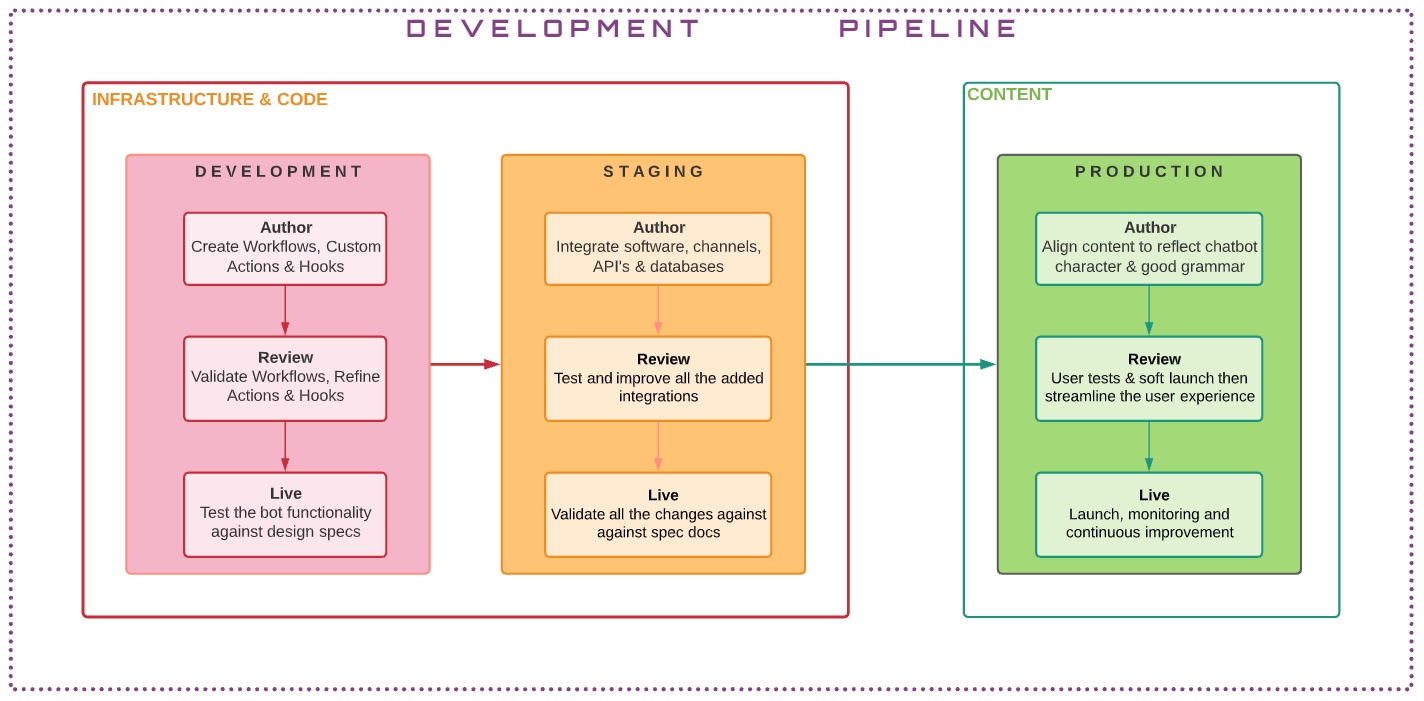 DEVELOPMENT PIPELINE
INFRASTRUCTURE & CODE
DEVELOPMENT
Author
Create Workflows, Custom
Actions & Hooks
Review
Validate Workflows, Refine
Actions & Hooks
Live
Test the bot functionality
against design specs
STAGING
Author
Integrate software, channels,
API's & databases
Review
Test and improve all the added
integrations
Live
Validate all the changes against
against spec docs
CONTENT
PRODUCTION
Author
Align content to reflect chatbot
character & good grammar
Review
User tests & soft launch then
streamline the user experience
Live
Launch, monitoring and
continuous improvement